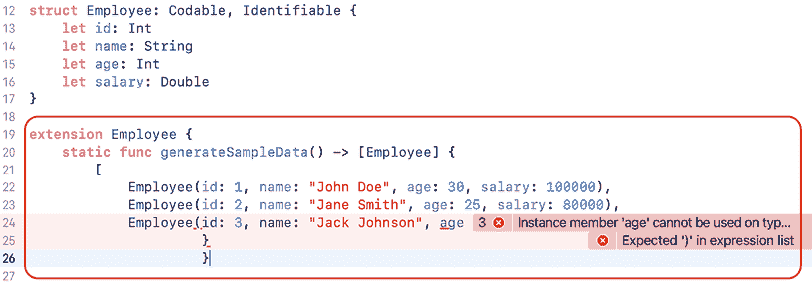 12 struct Employee: Codable, Identifiable {
13 let id: Int
14 let name: String
15 let age: Int
16 let salary: Double
17 }
18
19 extension Employee {
20 static func generateSampleData() -> [Employee] {
21 [
22 Employee(id: 1, name: "John Doe", age: 30, salary: 100000),
23 Employee(id: 2, name: "Jane Smith", age: 25, salary: 80000),
24 Employee(id: 3, name: "Jack Johnson", age 3 Instance member 'age' cannot be used on typ...
25 } Expected ')' in expression list
26 }
27